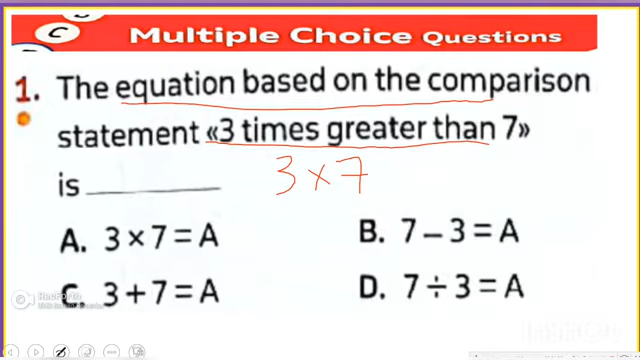 C
Multiple Choice Questions
1. The equation based on the comparison
statement «3 times greater than 7»
is ________
3 × 7
A. 3 × 7 = A
B. 7 – 3 = A
C. 3 + 7 = A
D. 7 ÷ 3 = A